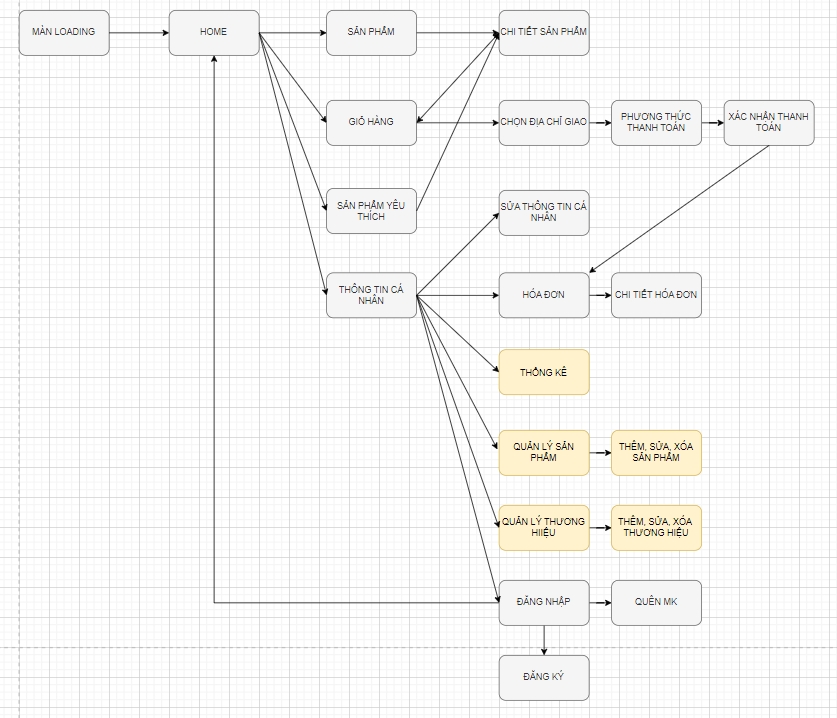 MÀN LOADING
HOME
SẢN PHẨM
CHI TIẾT SẢN PHẨM
GIỎ HÀNG
CHỌN ĐỊA CHỈ GIAO
PHƯƠNG THỨC
THANH TOÁN
XÁC NHẬN THANH
TOÁN
SẢN PHẨM YÊU
THÍCH
SỬA THÔNG TIN CÁ
NHÂN
THÔNG TIN CÁ
NHÂN
HÓA ĐƠN
CHI TIẾT HÓA ĐƠN
THỐNG KÊ
QUẢN LÝ SẢN
PHẨM
THÊM, SỬA, XÓA
SẢN PHẨM
QUẢN LÝ THƯƠNG
HIIỆU
THÊM, SỬA, XÓA
THƯƠNG HIỆU
ĐĂNG NHẬP
QUÊN MK
ĐĂNG KÝ